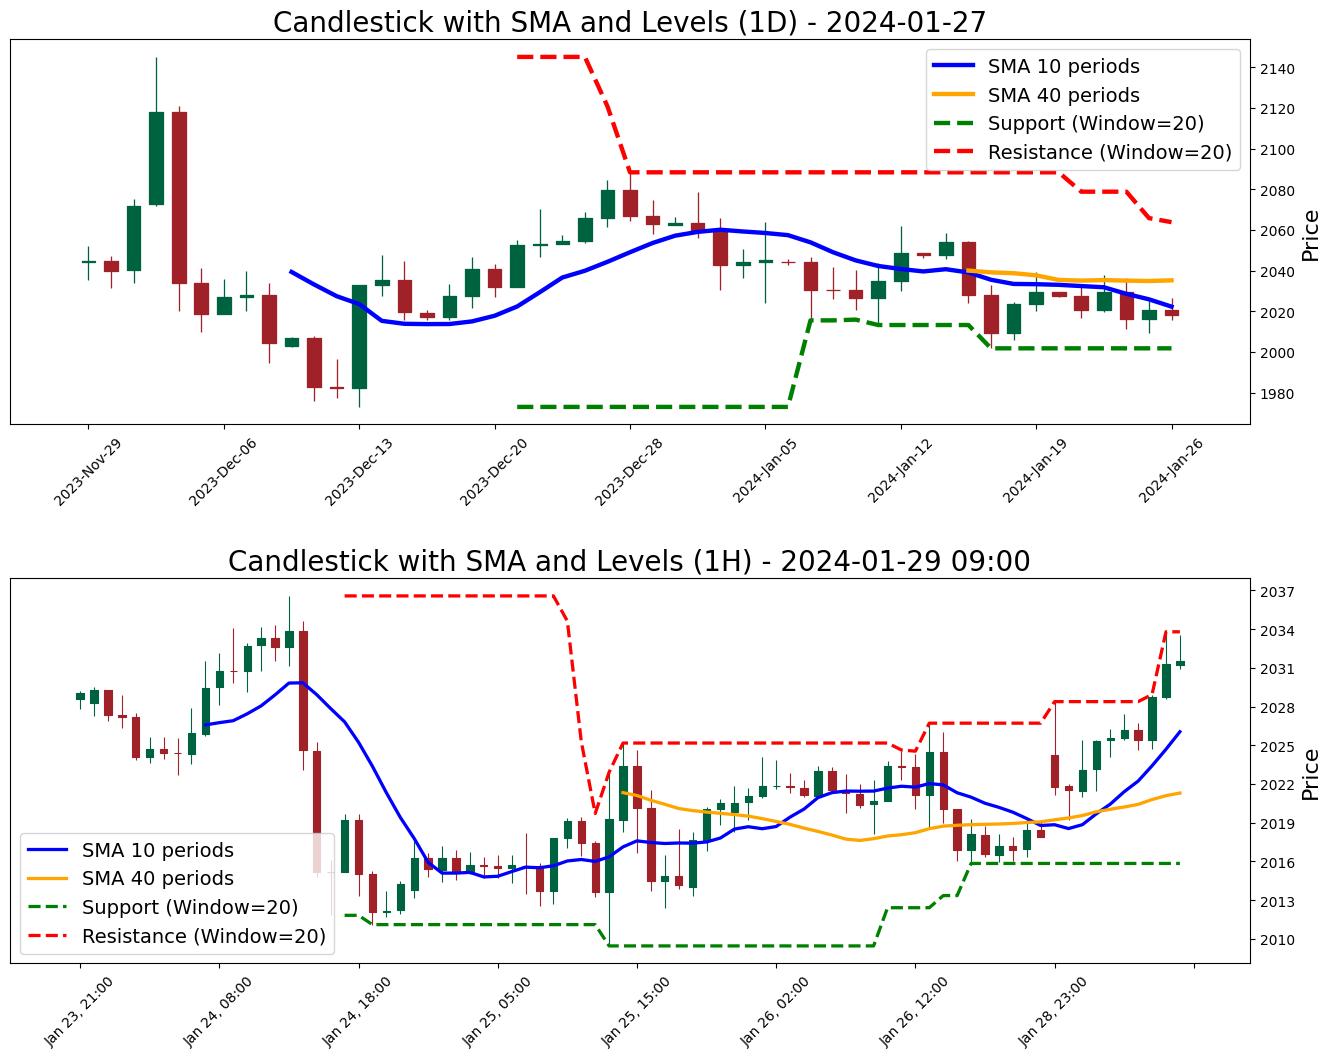 Candlestick with SMA and Levels (1D) - 2024-01-27
SMA 10 periods
SMA 40 periods
Support (Window=20)
Resistance (Window=20)
2140
2120
2100
2080
2060
2040
2020
2000
1980
Price
2023-Nov-29
2023-Dec-06
2023-Dec-13
2023-Dec-20
2023-Dec-28
2024-Jan-05
2024-Jan-12
2024-Jan-19
2024-Jan-26
Candlestick with SMA and Levels (1H) - 2024-01-29 09:00
2037
2034
2031
2028
2025
2022
2019
2016
2013
2010
Price
SMA 10 periods
SMA 40 periods
Support (Window=20)
Resistance (Window=20)
Jan 23, 21:00
Jan 24, 08:00
Jan 24, 18:00
Jan 25, 05:00
Jan 25, 15:00
Jan 26, 02:00
Jan 26, 12:00
Jan 28, 23:00